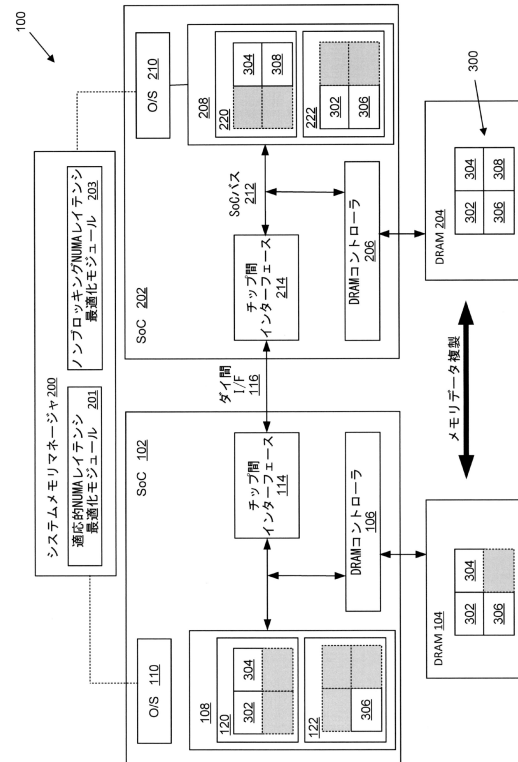 100
システムメモリマネージャ 200
適応的NUMAレイテンシ
最適化モジュール 201
ノンブロッキングNUMAレイテンシ
最適化モジュール 203
SoC 102
O/S 110
108
120
302
304
122
306
チップ間
インターフェース
114
DRAMコントローラ
106
ダイ間
I/F
116
SoC 202
チップ間
インターフェース
214
SoCバス
212
DRAMコントローラ
206
O/S 210
208
220
304
308
222
302
306
DRAM 104
302
304
306
メモリデータ複製
DRAM 204
302
304
306
308
300